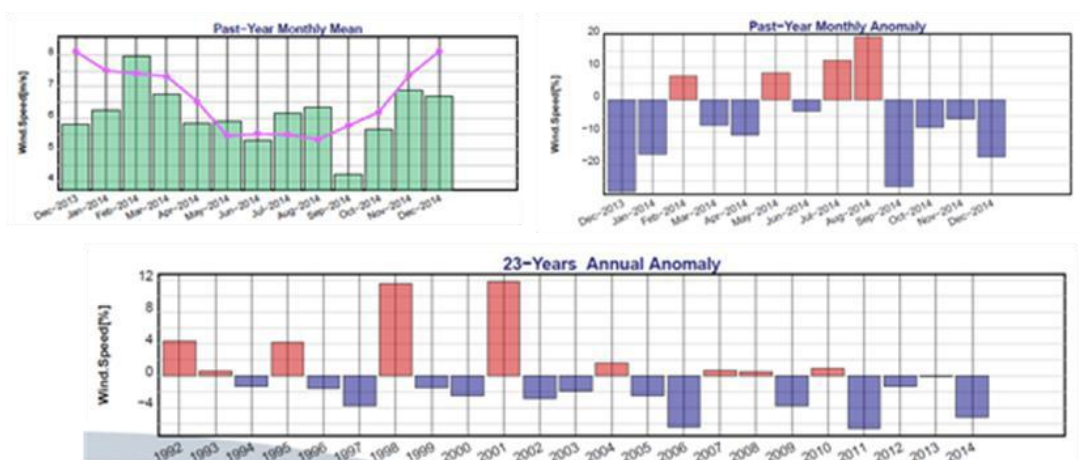 Past-Year Monthly Mean
Wind.Speed[m/s]
8
7
6
5
4
Dec-2013 Jan-2014 Feb-2014 Mar-2014 Apr-2014 May-2014 Jun-2014 Jul-2014 Aug-2014 Sep-2014 Oct-2014 Nov-2014 Dec-2014
Past-Year Monthly Anomaly
Wind.Speed[%]
20
10
0
-10
-20
Dec-2013 Jan-2014 Feb-2014 Mar-2014 Apr-2014 May-2014 Jun-2014 Jul-2014 Aug-2014 Sep-2014 Oct-2014 Nov-2014 Dec-2014
23-Years Annual Anomaly
Wind.Speed[%]
12
8
4
0
-4
1992 1993 1994 1995 1996 1997 1998 1999 2000 2001 2002 2003 2004 2005 2006 2007 2008 2009 2010 2011 2012 2013 2014